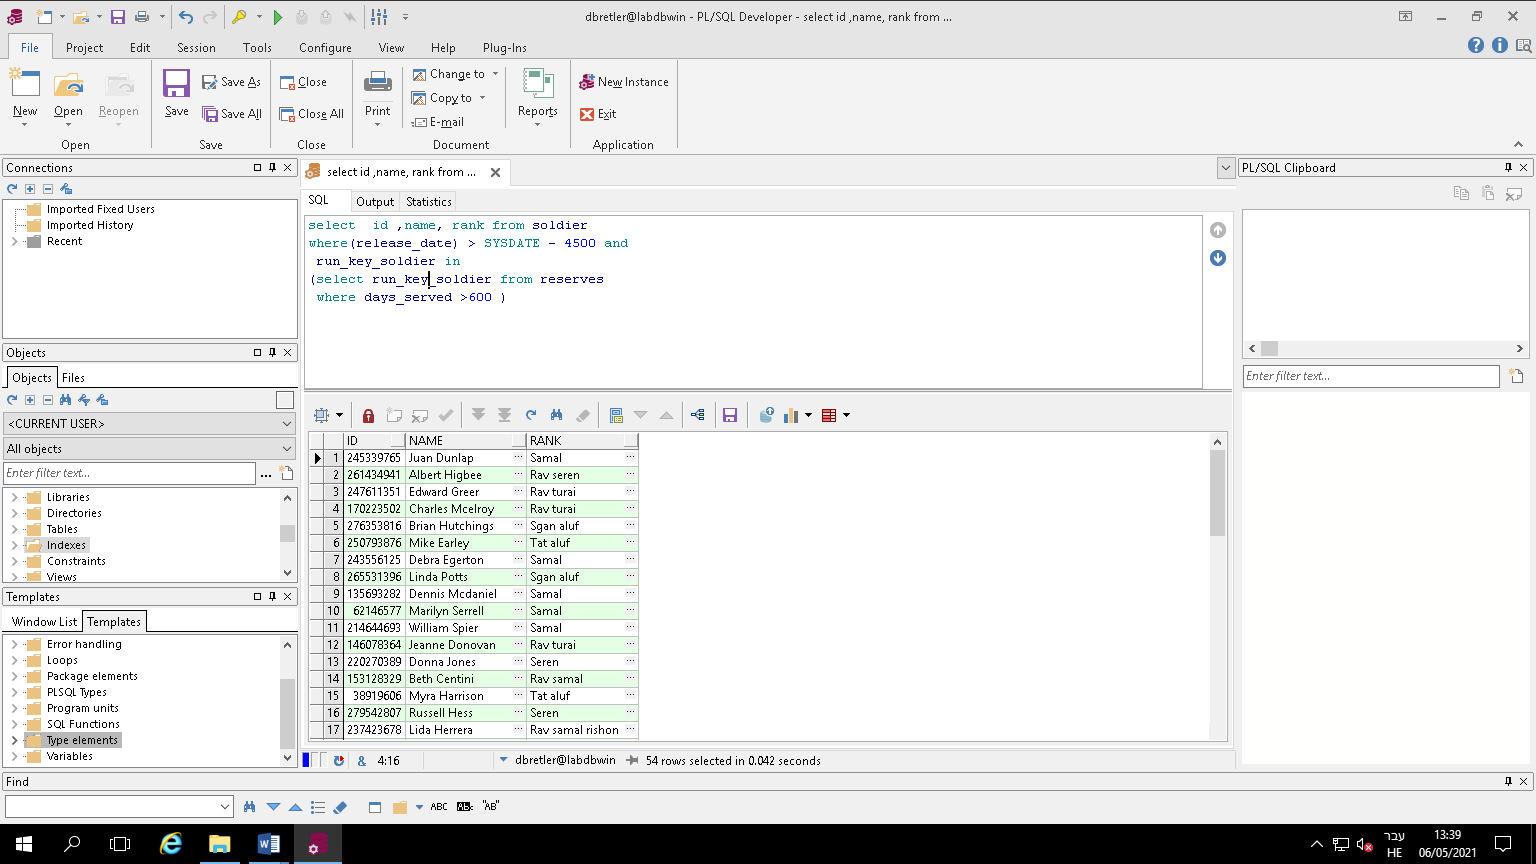 dbretler@labdbwin - PL/SQL Developer - select id ,name, rank from ...
File Project Edit Session Tools Configure View Help Plug-Ins
New Open Reopen
Open
Save Save As Save All
Save
Close Close All
Close
Print Change to Copy to E-mail Reports
Document
New Instance
Exit
Application
Connections
Imported Fixed Users
Imported History
Recent
Objects
Objects Files
<CURRENT USER>
All objects
Enter filter text...
Libraries
Directories
Tables
Indexes
Constraints
Views
Templates
Window List Templates
Error handling
Loops
Package elements
PLSQL Types
Program units
SQL Functions
Type elements
Variables
select id ,name, rank from ...
SQL Output Statistics
select  id ,name, rank from soldier
where(release_date) > SYSDATE - 4500 and
run_key_soldier in
(select run_key_soldier from reserves
where days_served >600 )
ID NAME RANK
1 245339765 Juan Dunlap ... Samal ...
2 261434941 Albert Higbee ... Rav seren ...
3 247611351 Edward Greer ... Rav turai ...
4 170223502 Charles Mcelroy ... Rav turai ...
5 276353816 Brian Hutchings ... Sgan aluf ...
6 250793876 Mike Earley ... Tat aluf ...
7 243556125 Debra Egerton ... Samal ...
8 265531396 Linda Potts ... Sgan aluf ...
9 135693282 Dennis Mcdaniel ... Samal ...
10 62146577 Marilyn Serrell ... Samal ...
11 214644693 William Spier ... Samal ...
12 146078364 Jeanne Donovan ... Rav turai ...
13 220270389 Donna Jones ... Seren ...
14 153128329 Beth Centini ... Rav samal ...
15 38919606 Myra Harrison ... Tat aluf ...
16 279542807 Russell Hess ... Seren ...
17 237423678 Lida Herrera ... Rav samal rishon ...
& 4:16 dbretler@labdbwin 54 rows selected in 0.042 seconds
PL/SQL Clipboard
Enter filter text...
Find
ABC AB: "AB"
עבר
HE
13:39
06/05/2021